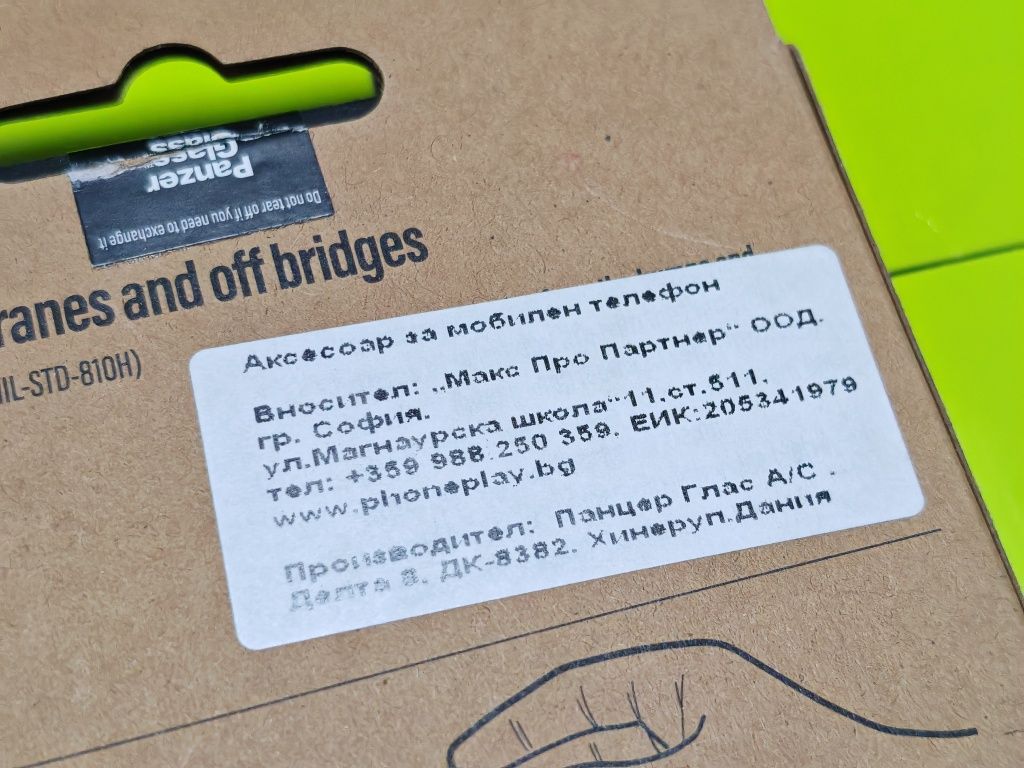 Panzer
Glass
Do not tear off if you need to exchange it
ranes and off bridges
IL-STD-810H)
Аксесоар за мобилен телефон
Вносител: „Макс Про Партнер“ ООД.
гр. София.
ул.Магнаурска школа“11.ст.511.
тел: +359 988 250 359. ЕИК:205341979
www.phoneplay.bg
Производител: Панцер Глас А/С .
Делта 8. ДК-8382. Хинеруп.Дания